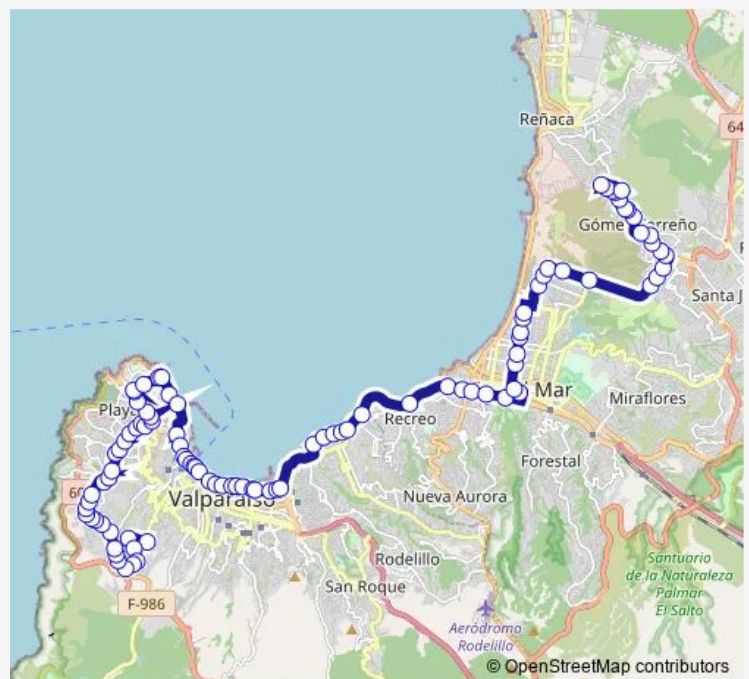 Reñaca
64
Góme
rreño
Santa J
Mar
Miraflores
Recreo
Playa
Forestal
60
Valparaíso
Nueva Aurora
Rodelillo
San Roque
Santuario
de la Naturaleza
Palmar
El Salto
F-986
Aeródromo
Rodelillo
© OpenStreetMap contributors